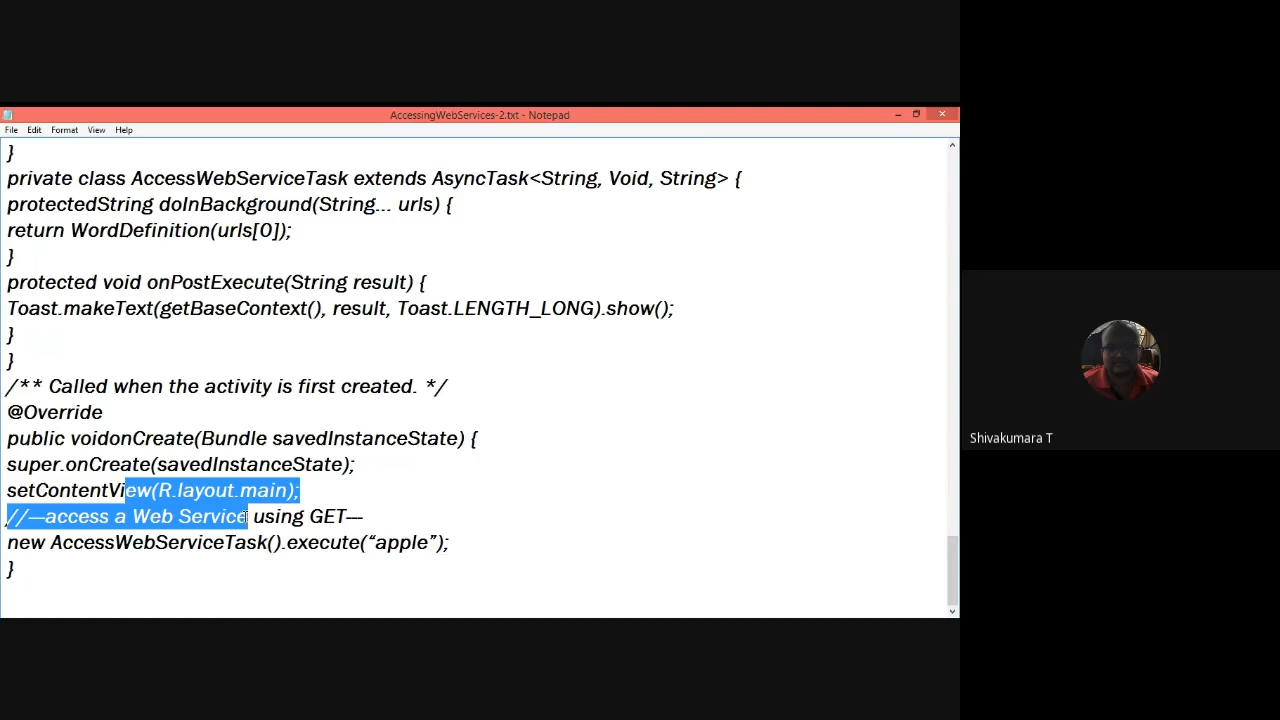 AccessingWebServices-2.txt - Notepad
File Edit Format View Help
}
private class AccessWebServiceTask extends AsyncTask<String, Void, String> {
protectedString doInBackground(String... urls) {
return WordDefinition(urls[0]);
}
protected void onPostExecute(String result) {
Toast.makeText(getBaseContext(), result, Toast.LENGTH_LONG).show();
}
}
/** Called when the activity is first created. */
@Override
public voidonCreate(Bundle savedInstanceState) {
super.onCreate(savedInstanceState);
setContentView(R.layout.main);
//—access a Web Service using GET---
new AccessWebServiceTask().execute(“apple”);
}
Shivakumara T